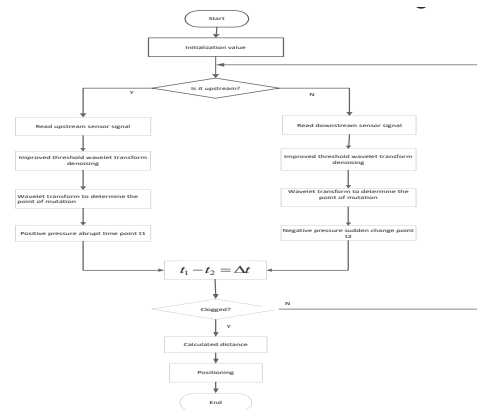 Start
Initialization value
Is it upstream?
Y
N
Read upstream sensor signal
Read downstream sensor signal
Improved threshold wavelet transform
denoising
Improved threshold wavelet transform
denoising
Wavelet transform to determine the
point of mutation
Wavelet transform to determine the
point of mutation
Positive pressure abrupt time point t1
Negative pressure sudden change point
t2
t₁ − t₂ = Δt
Clogged?
N
Y
Calculated distance
Positioning
End